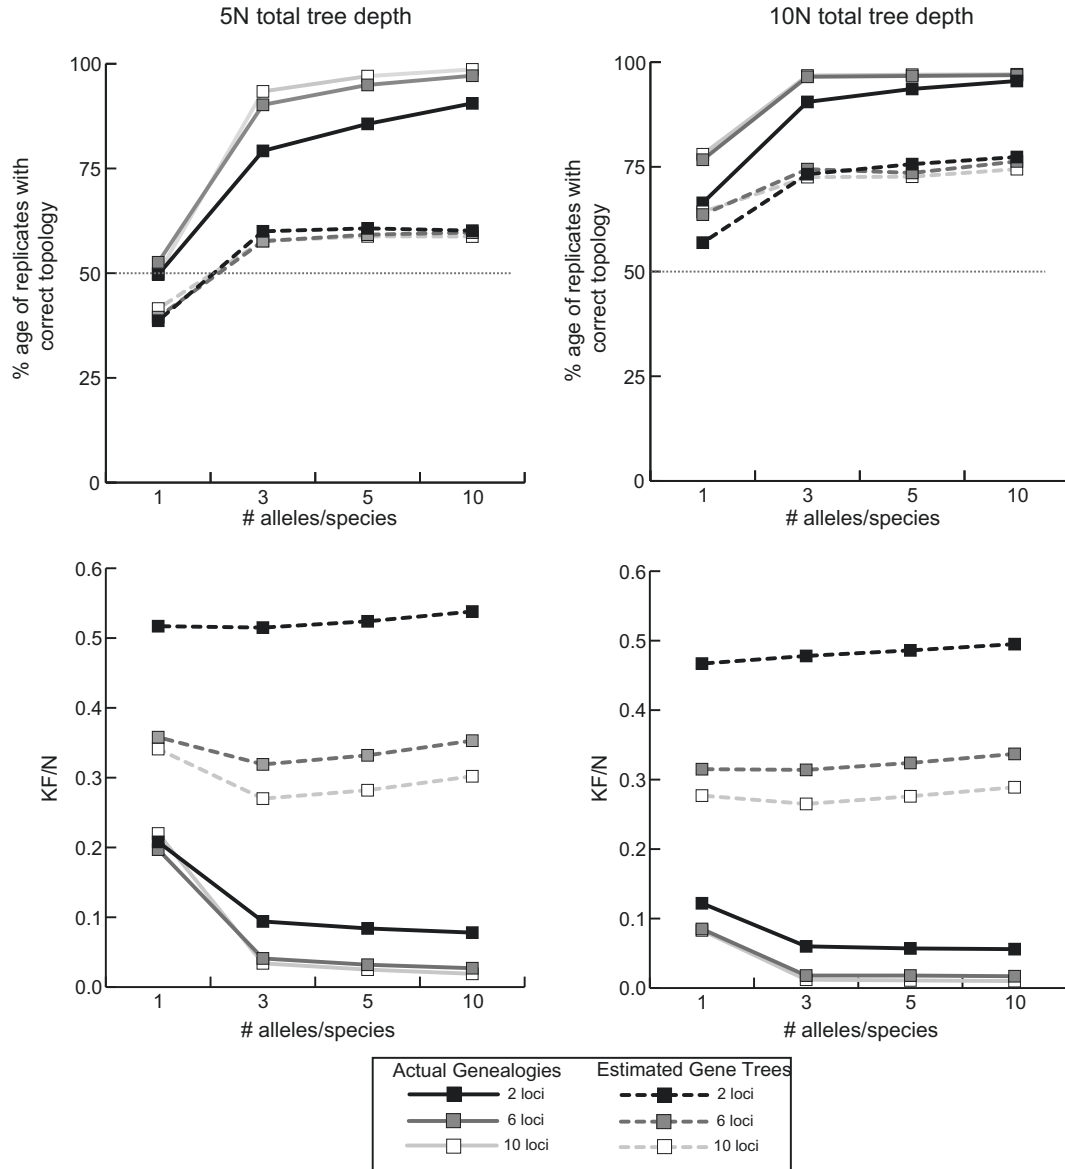 5N total tree depth
10N total tree depth
% age of replicates with
correct topology
100
75
50
25
0
1 3 5 10
# alleles/species
% age of replicates with
correct topology
100
75
50
25
0
1 3 5 10
# alleles/species
KF/N
0.6
0.5
0.4
0.3
0.2
0.1
0.0
1 3 5 10
# alleles/species
KF/N
0.6
0.5
0.4
0.3
0.2
0.1
0.0
1 3 5 10
# alleles/species
Actual Genealogies
2 loci
6 loci
10 loci
Estimated Gene Trees
2 loci
6 loci
10 loci